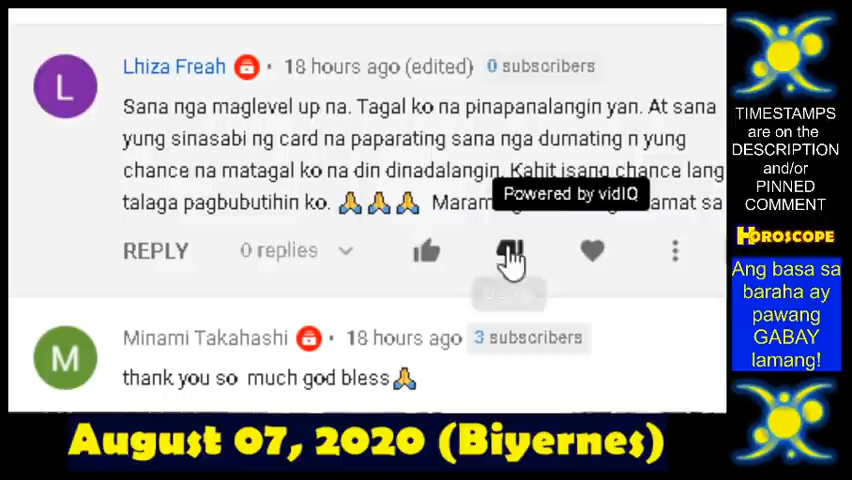 Lhiza Freah • 18 hours ago (edited) 0 subscribers
Sana nga maglevel up na. Tagal ko na pinapanalangin yan. At sana
yung sinasabi ng card na paparating sana nga dumating n yung
chance na matagal ko na din dinadalangin. Kahit isang chance lang
talaga pagbubutihin ko. 🙏🙏🙏
Powered by vidIQ
REPLY 0 replies
L
Minami Takahashi • 18 hours ago 3 subscribers
thank you so much god bless🙏
M
TIMESTAMPS
are on the
DESCRIPTION
and/or
PINNED
COMMENT
HOROSCOPE
Ang basa sa
baraha ay
pawang
GABAY
lamang!
August 07, 2020 (Biyernes)